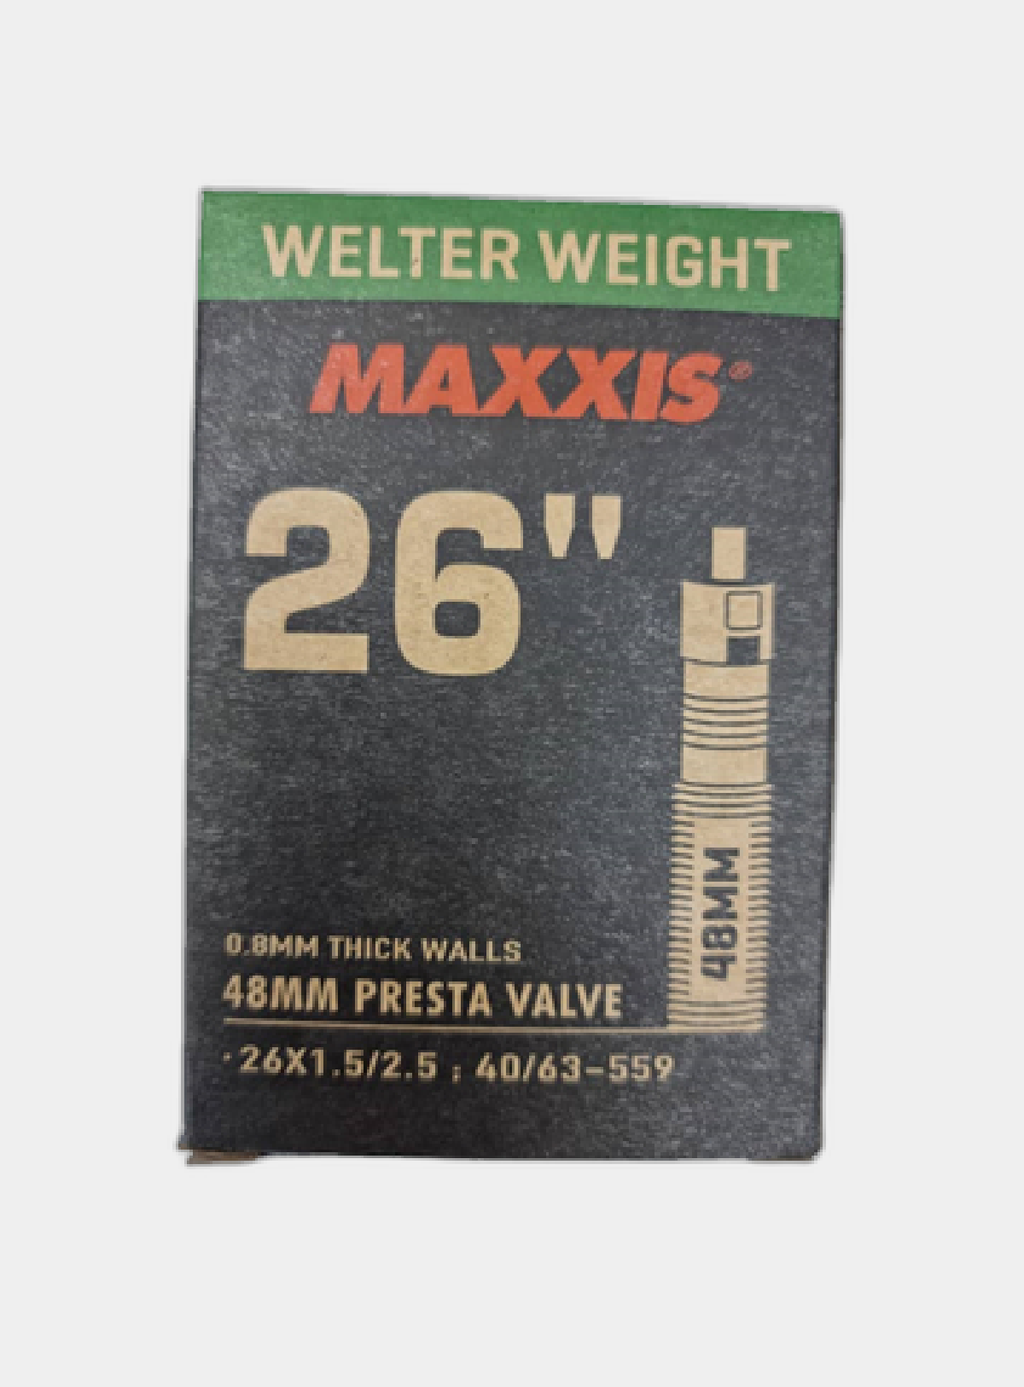 WELTER WEIGHT
MAXXIS®
26"
48MM
0.8MM THICK WALLS
48MM PRESTA VALVE
·26X1.5/2.5 ; 40/63-559